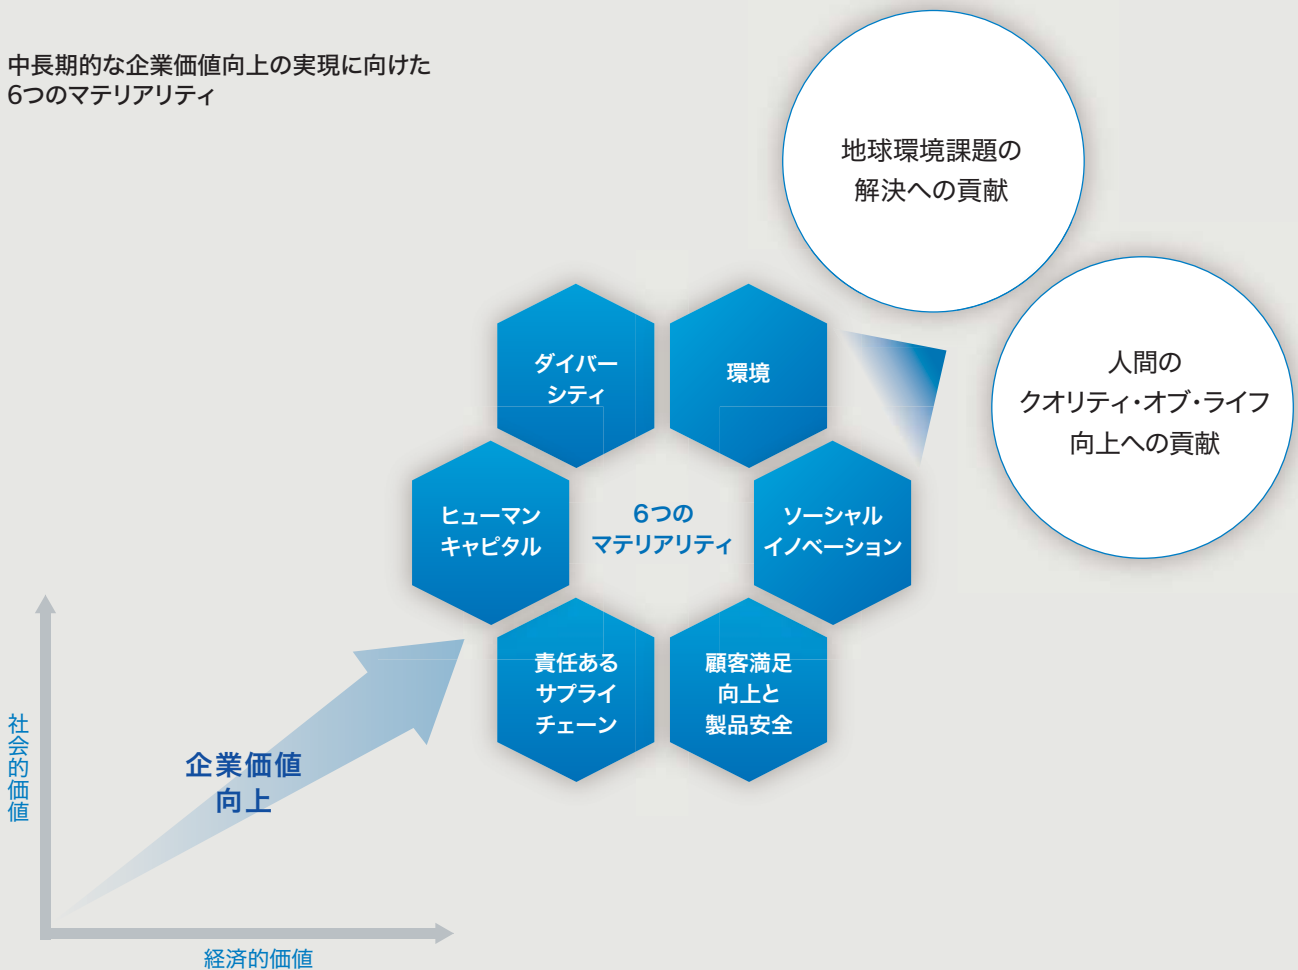 中長期的な企業価値向上の実現に向けた
6つのマテリアリティ
地球環境課題の
解決への貢献
人間の
クオリティ・オブ・ライフ
向上への貢献
ダイバー
シティ
環境
ヒューマン
キャピタル
6つの
マテリアリティ
ソーシャル
イノベーション
責任ある
サプライ
チェーン
顧客満足
向上と
製品安全
企業価値
向上
社会的価値
経済的価値